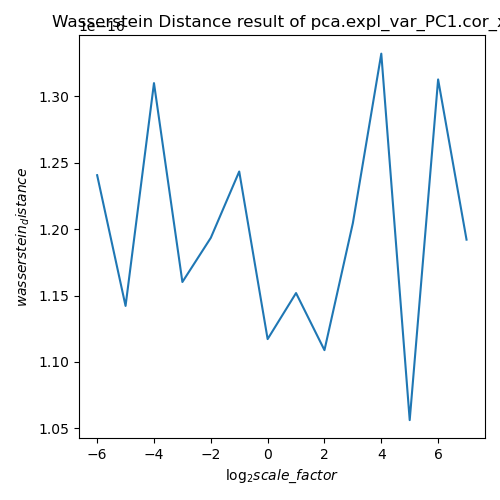 Wasserstein Distance result of pca.expl_var_PC1.cor_x
1e−16
1.30
1.25
1.20
1.15
1.10
1.05
wasserstein_distance
−6 −4 −2 0 2 4 6
log₂scale_factor